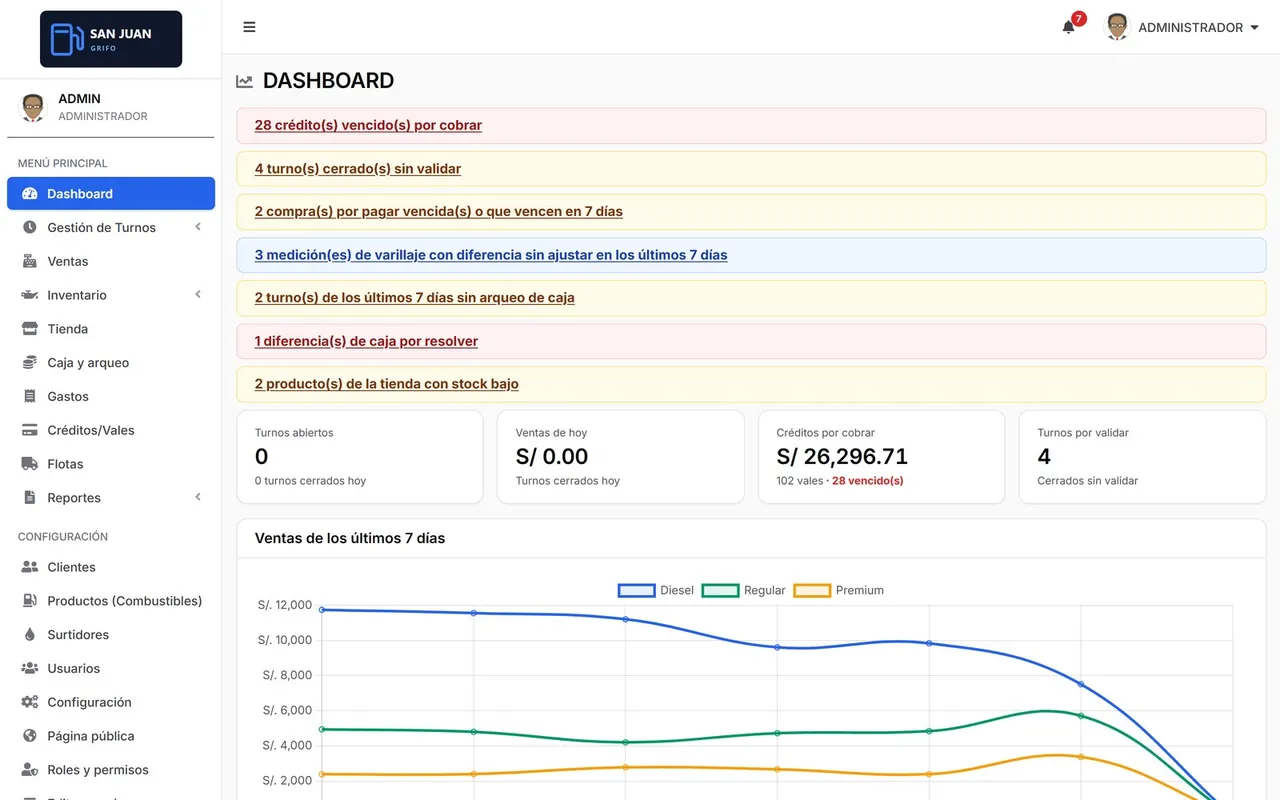 SAN JUAN
GRIFO
7
ADMINISTRADOR
ADMIN
ADMINISTRADOR
MENÚ PRINCIPAL
Dashboard
Gestión de Turnos
Ventas
Inventario
Tienda
Caja y arqueo
Gastos
Créditos/Vales
Flotas
Reportes
CONFIGURACIÓN
Clientes
Productos (Combustibles)
Surtidores
Usuarios
Configuración
Página pública
Roles y permisos
DASHBOARD
28 crédito(s) vencido(s) por cobrar
4 turno(s) cerrado(s) sin validar
2 compra(s) por pagar vencida(s) o que vencen en 7 días
3 medición(es) de varillaje con diferencia sin ajustar en los últimos 7 días
2 turno(s) de los últimos 7 días sin arqueo de caja
1 diferencia(s) de caja por resolver
2 producto(s) de la tienda con stock bajo
Turnos abiertos
0
0 turnos cerrados hoy
Ventas de hoy
S/ 0.00
Turnos cerrados hoy
Créditos por cobrar
S/ 26,296.71
102 vales · 28 vencido(s)
Turnos por validar
4
Cerrados sin validar
Ventas de los últimos 7 días
Diesel Regular Premium
S/. 12,000
S/. 10,000
S/. 8,000
S/. 6,000
S/. 4,000
S/. 2,000